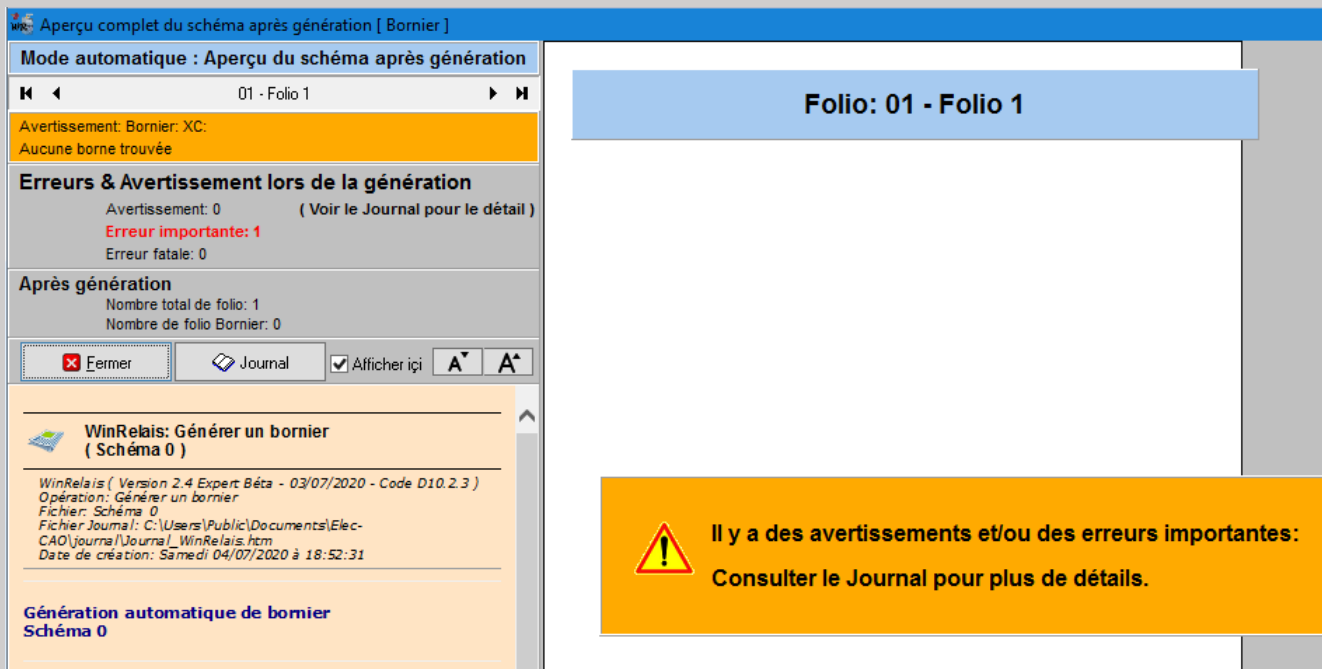 Aperçu complet du schéma après génération [ Bornier ]
Mode automatique : Aperçu du schéma après génération
01 - Folio 1
Avertissement: Bornier: XC:
Aucune borne trouvée
Erreurs & Avertissement lors de la génération
Avertissement: 0 ( Voir le Journal pour le détail )
Erreur importante: 1
Erreur fatale: 0
Après génération
Nombre total de folio: 1
Nombre de folio Bornier: 0
Fermer Journal Afficher içi A A
WinRelais: Générer un bornier
( Schéma 0 )
WinRelais ( Version 2.4 Expert Béta - 03/07/2020 - Code D10.2.3 )
Opération: Générer un bornier
Fichier: Schéma 0
Fichier Journal: C:\Users\Public\Documents\Elec-
CAO\journal\Journal_WinRelais.htm
Date de création: Samedi 04/07/2020 à 18:52:31
Génération automatique de bornier
Schéma 0
Folio: 01 - Folio 1
Il y a des avertissements et/ou des erreurs importantes:
Consulter le Journal pour plus de détails.